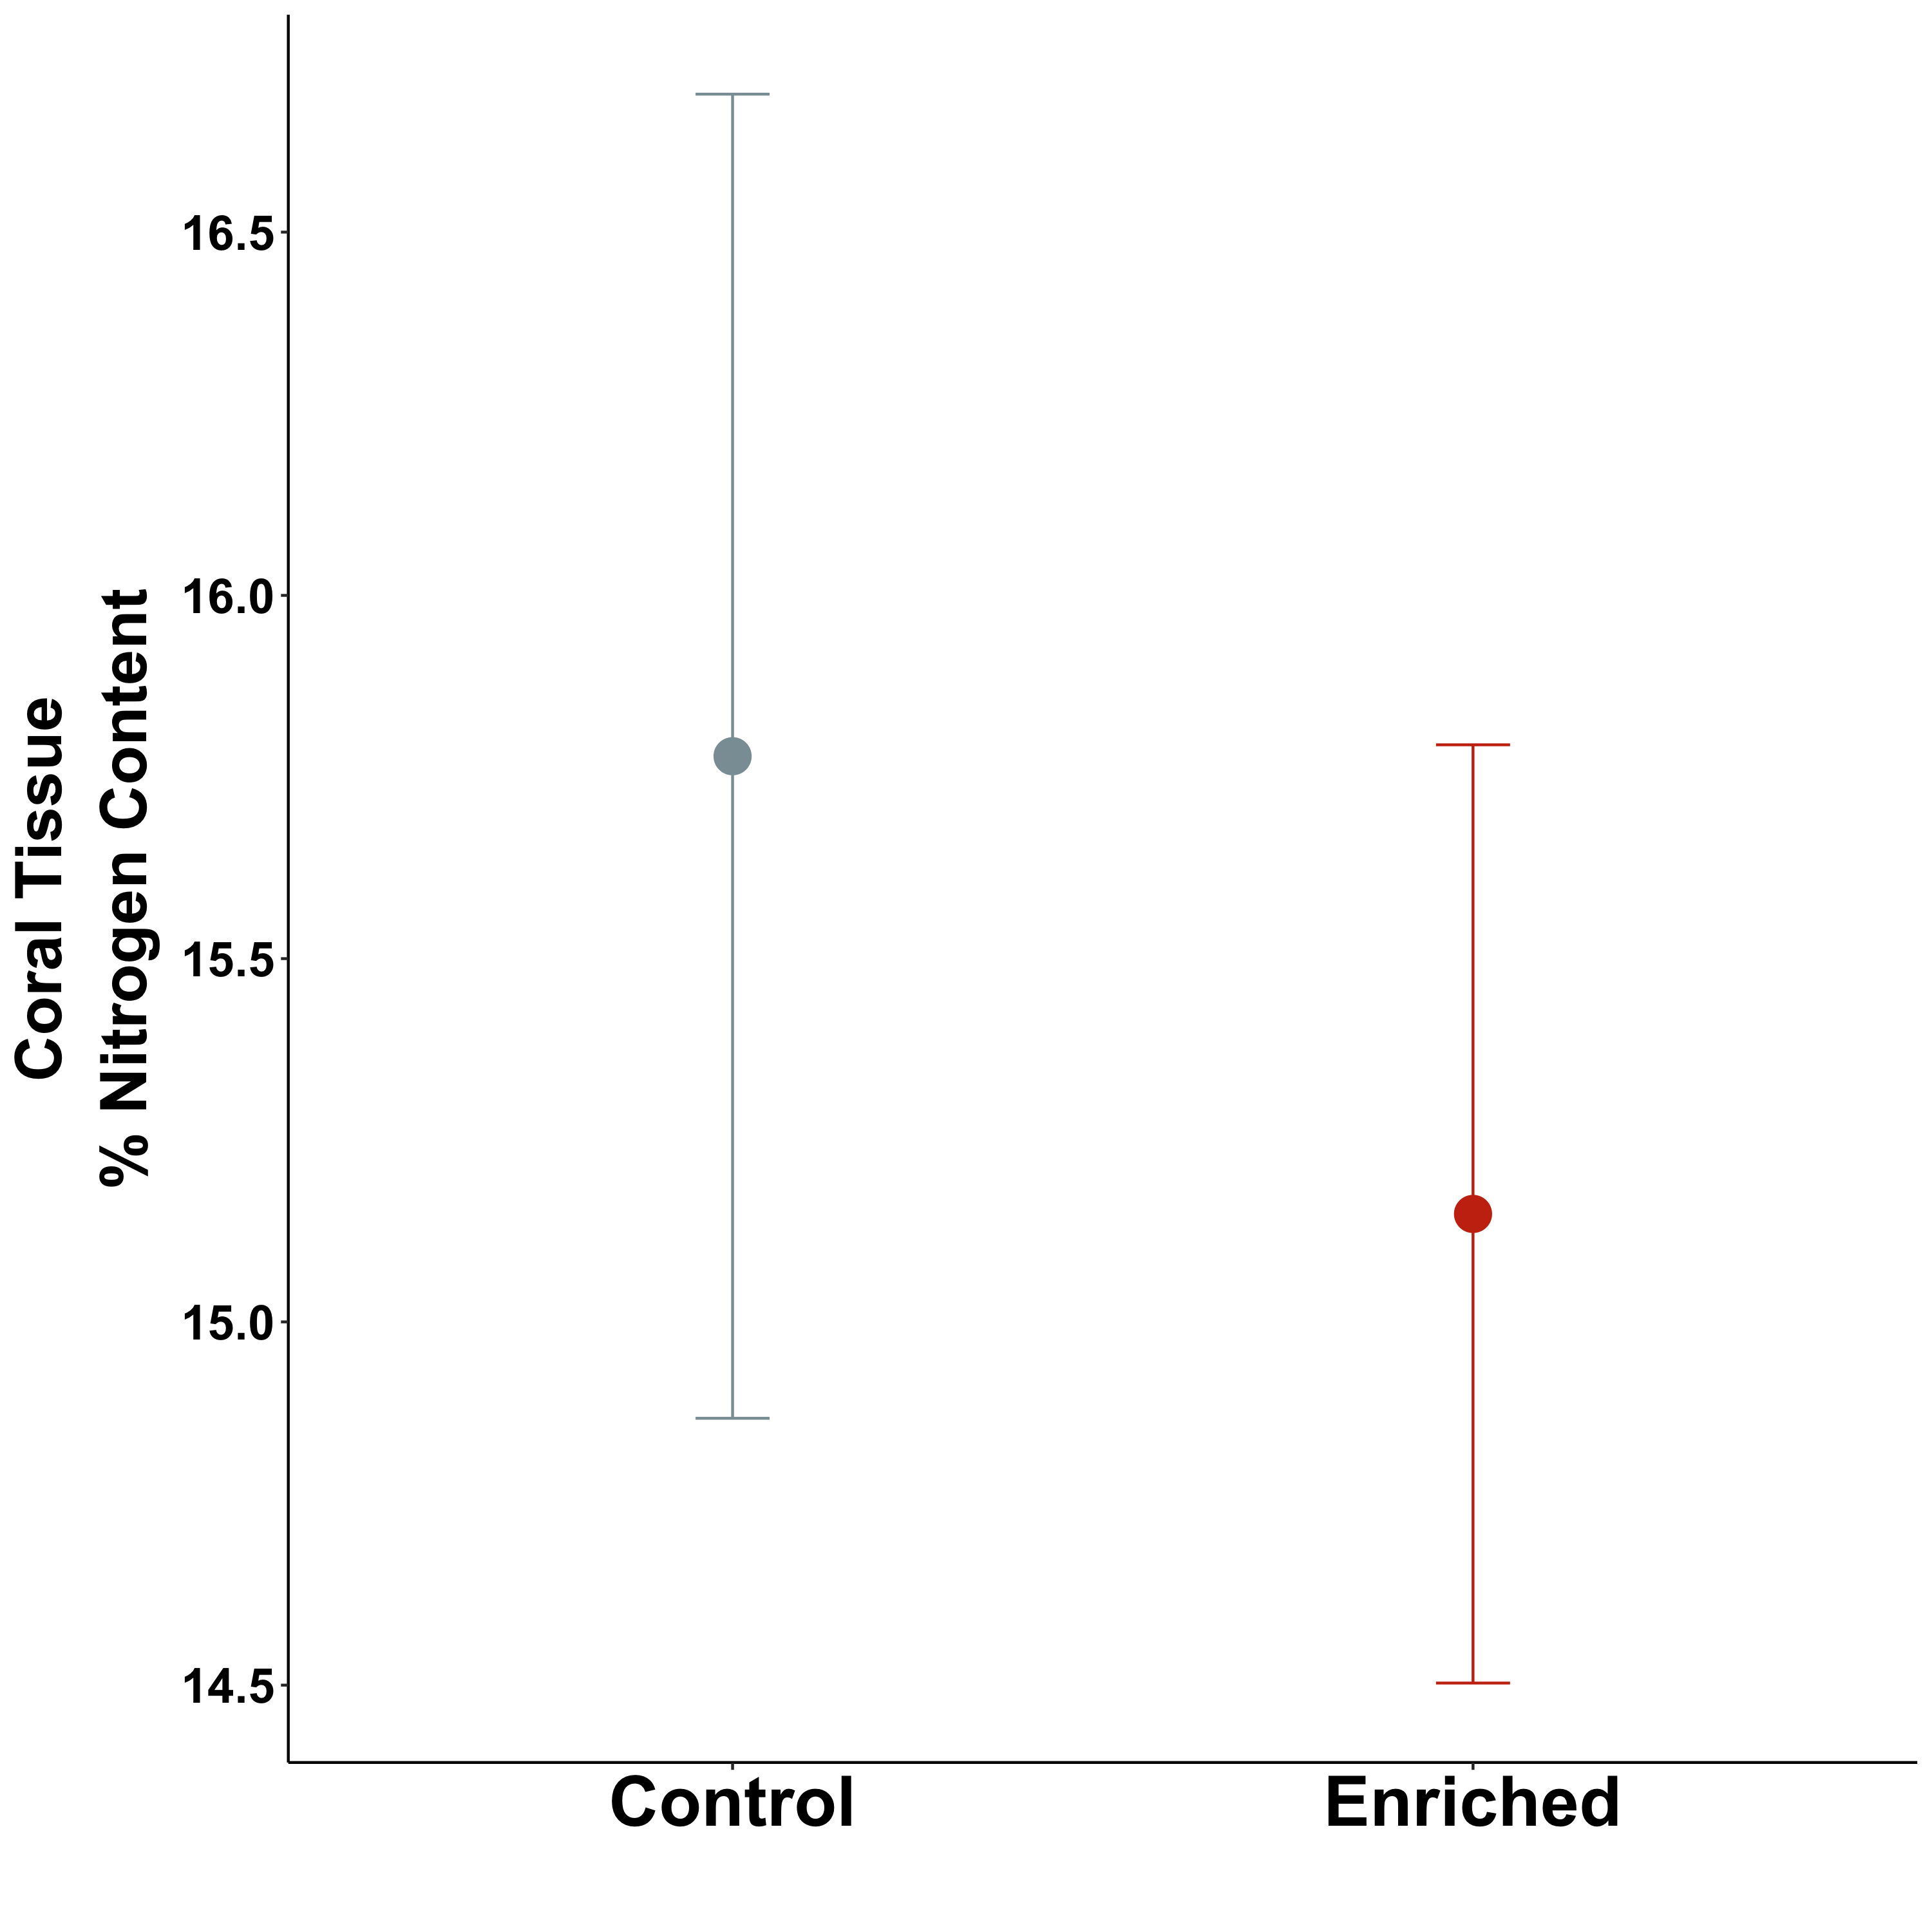 Coral Tissue
% Nitrogen Content
16.5
16.0
15.5
15.0
14.5
Control
Enriched